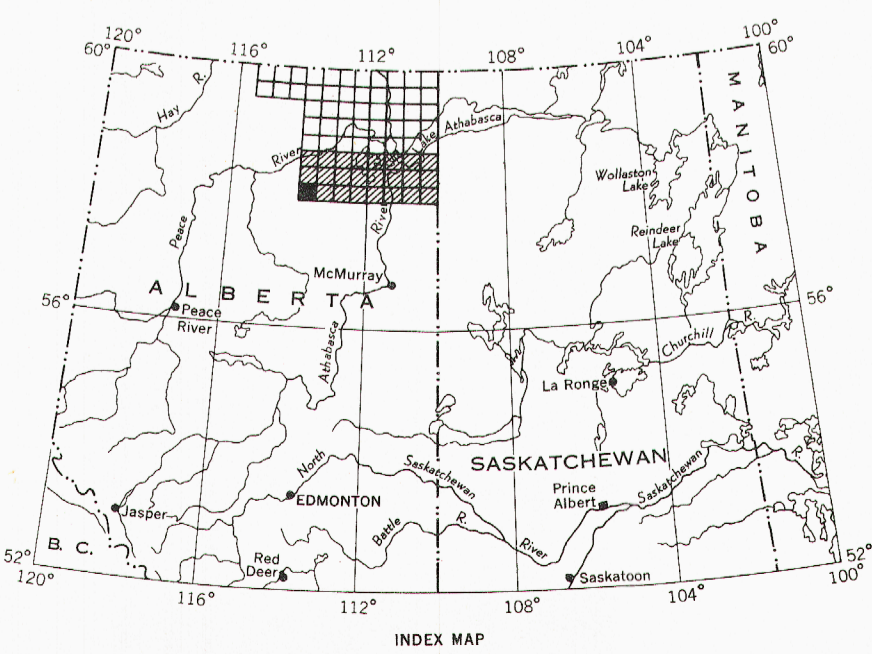 120°
60°
116°
112°
108°
104°
100°
60°
Hay
R.
River
Lake
Athabasca
MANITOBA
Wollaston
Lake
Reindeer
Lake
Peace
River
McMurray
ALBERTA
56°
56°
Peace
River
Athabasca
Churchill
R.
La Ronge
North
Saskatchewan
SASKATCHEWAN
Saskatchewan
R.
Prince
Albert
EDMONTON
Jasper
Battle
R.
River
B. C.
Red
Deer
Saskatoon
52°
120°
116°
112°
108°
104°
52°
100°
INDEX MAP